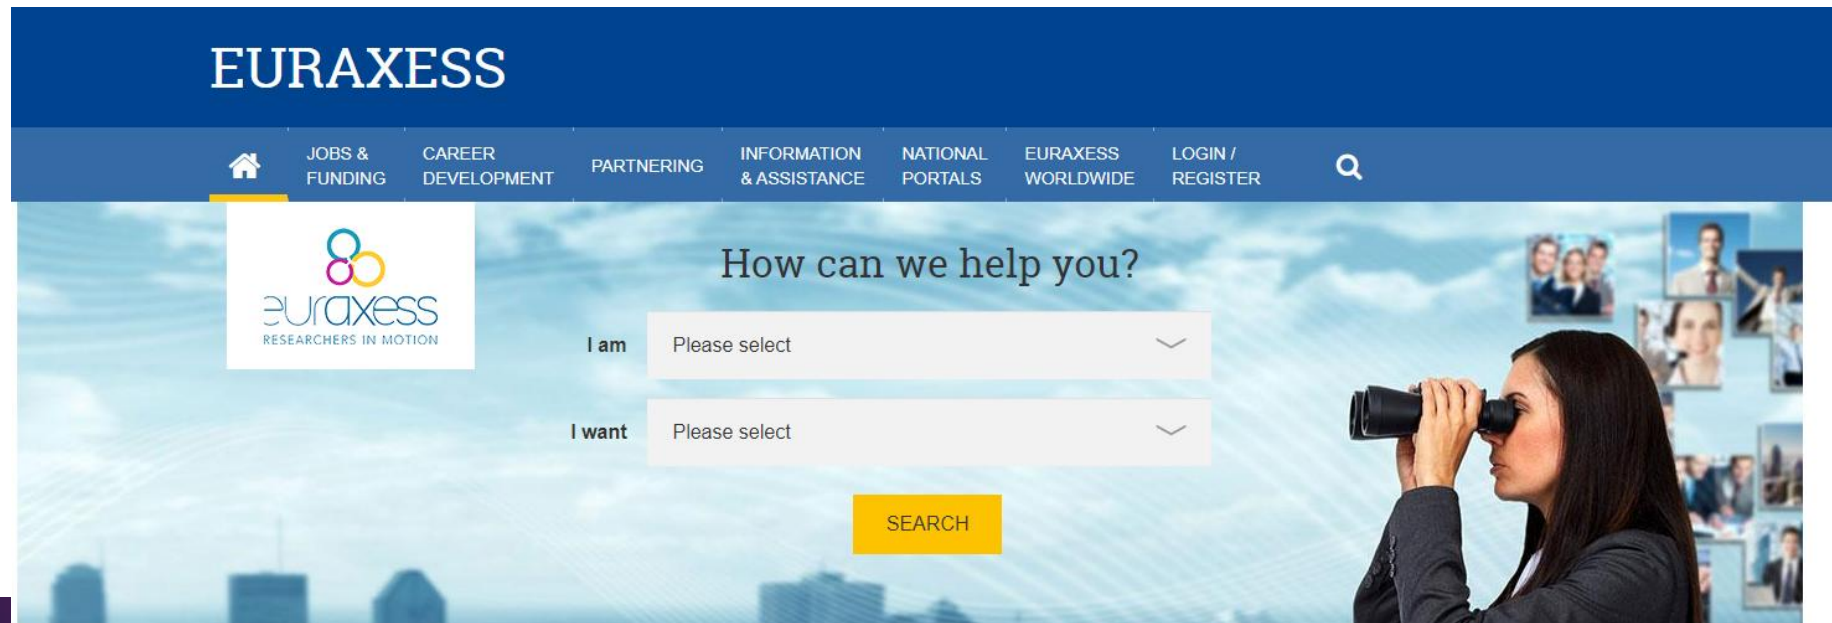 EURAXESS
JOBS &
FUNDING
CAREER
DEVELOPMENT
PARTNERING
INFORMATION
& ASSISTANCE
NATIONAL
PORTALS
EURAXESS
WORLDWIDE
LOGIN /
REGISTER
euraxess
RESEARCHERS IN MOTION
How can we help you?
I am Please select
I want Please select
SEARCH